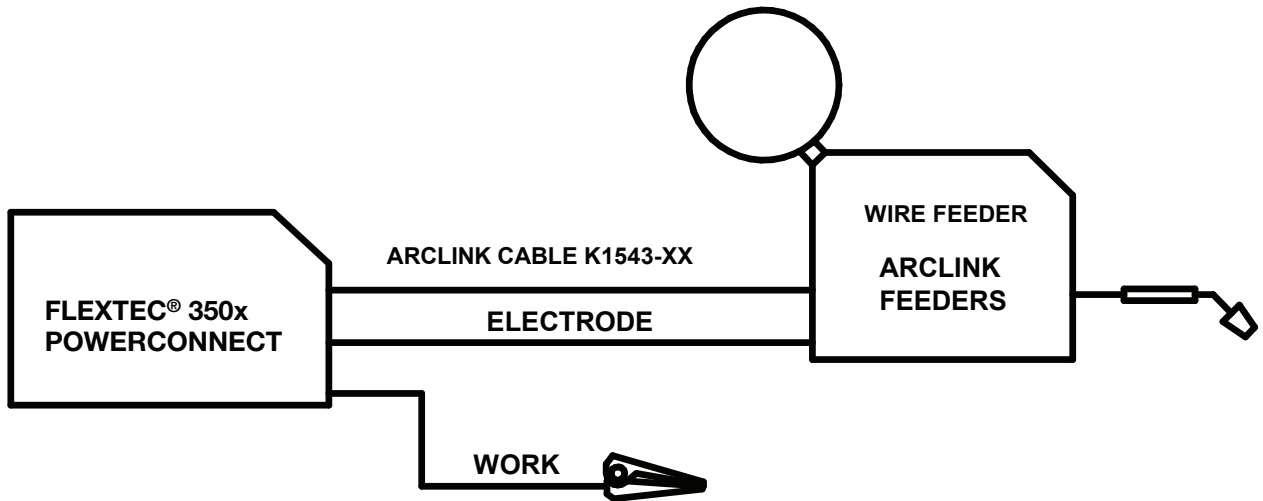 WIRE FEEDER
ARCLINK
FEEDERS
ARCLINK CABLE K1543-XX
ELECTRODE
FLEXTEC® 350x
POWERCONNECT
WORK